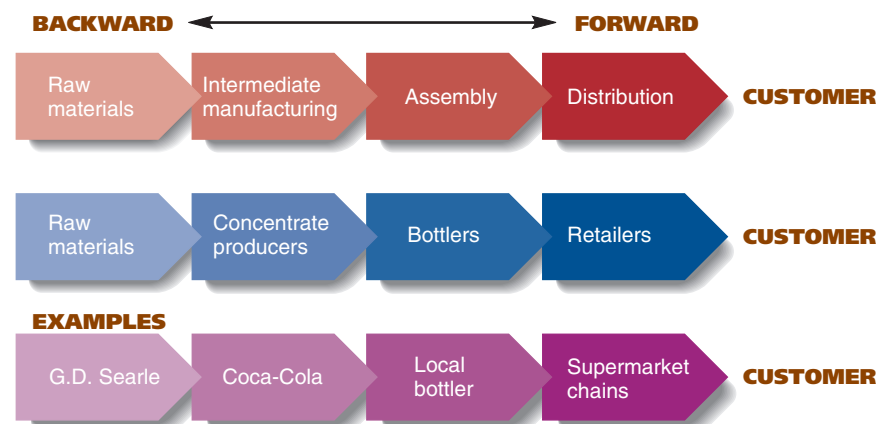 BACKWARD FORWARD
Raw
materials
Intermediate
manufacturing
Assembly
Distribution
CUSTOMER
Raw
materials
Concentrate
producers
Bottlers
Retailers
CUSTOMER
EXAMPLES
G.D. Searle
Coca-Cola
Local
bottler
Supermarket
chains
CUSTOMER